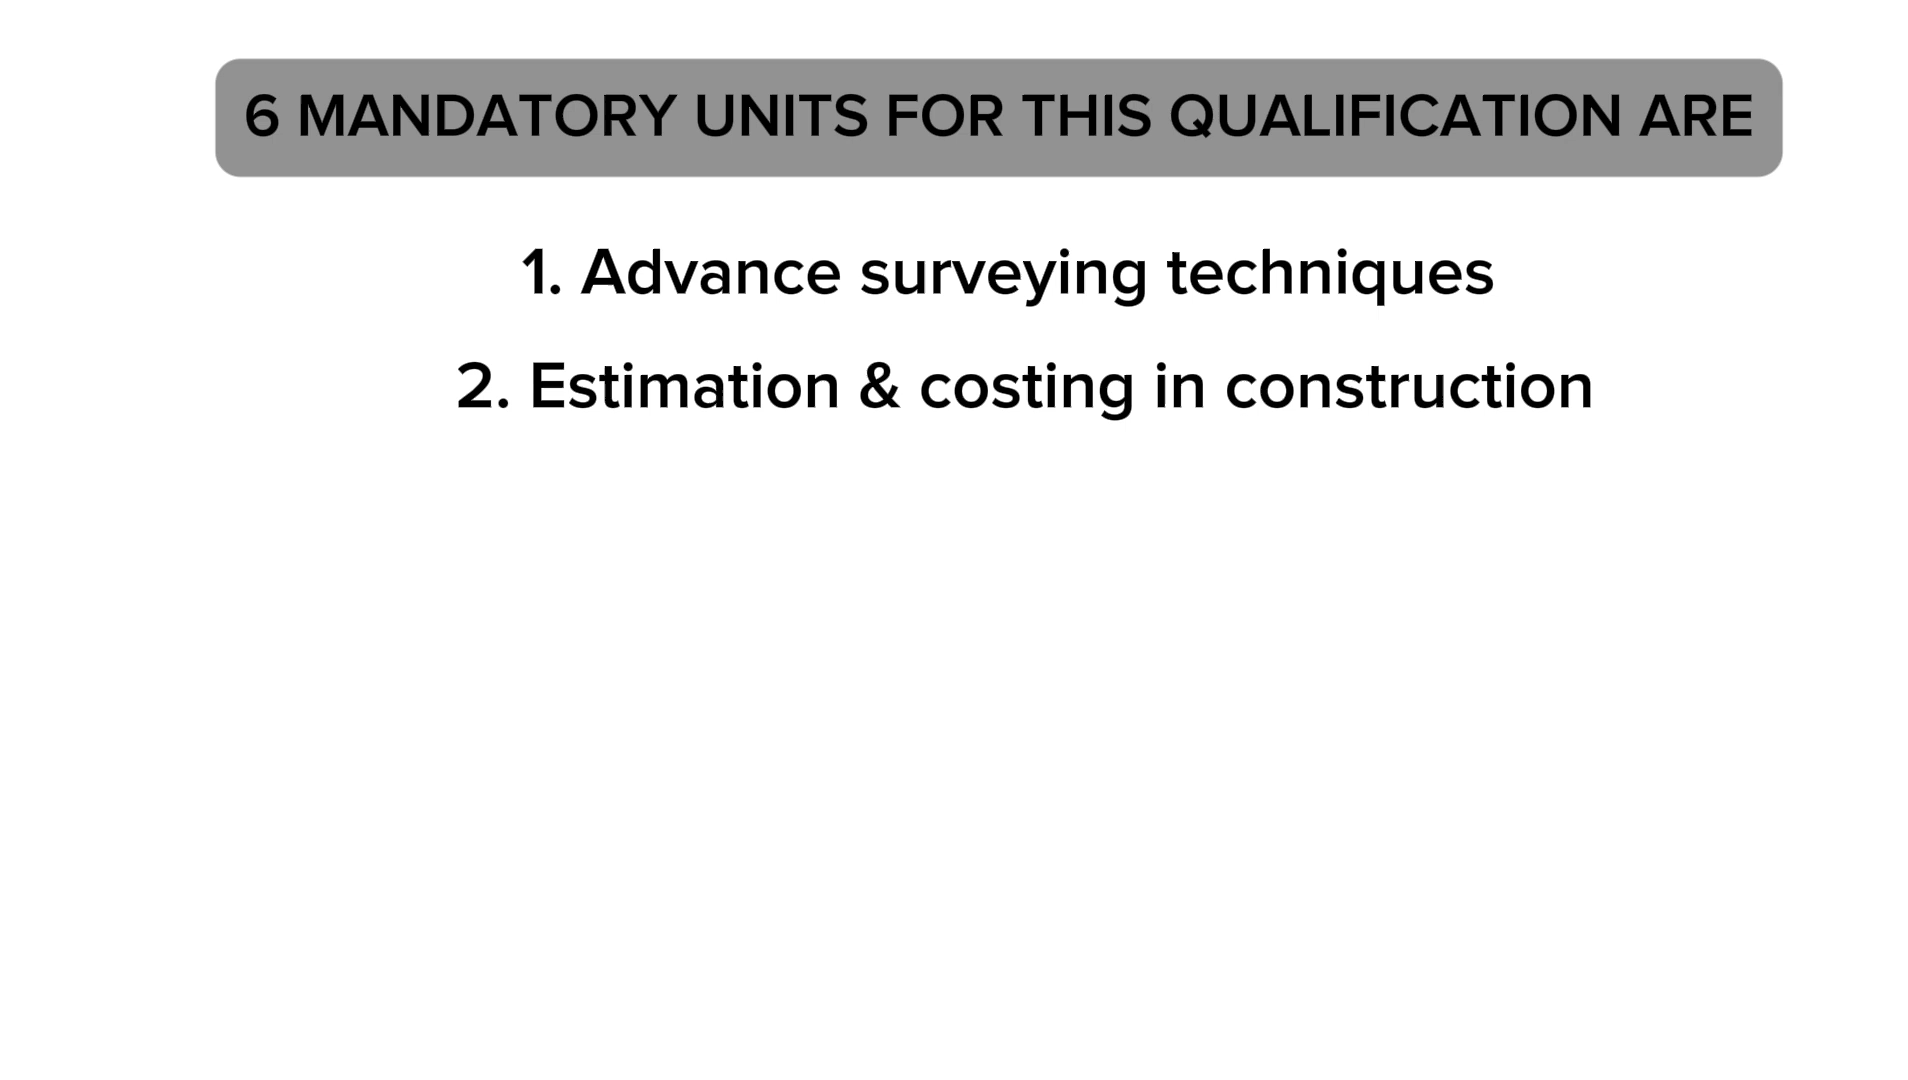 6 MANDATORY UNITS FOR THIS QUALIFICATION ARE
1. Advance surveying techniques
2. Estimation & costing in construction